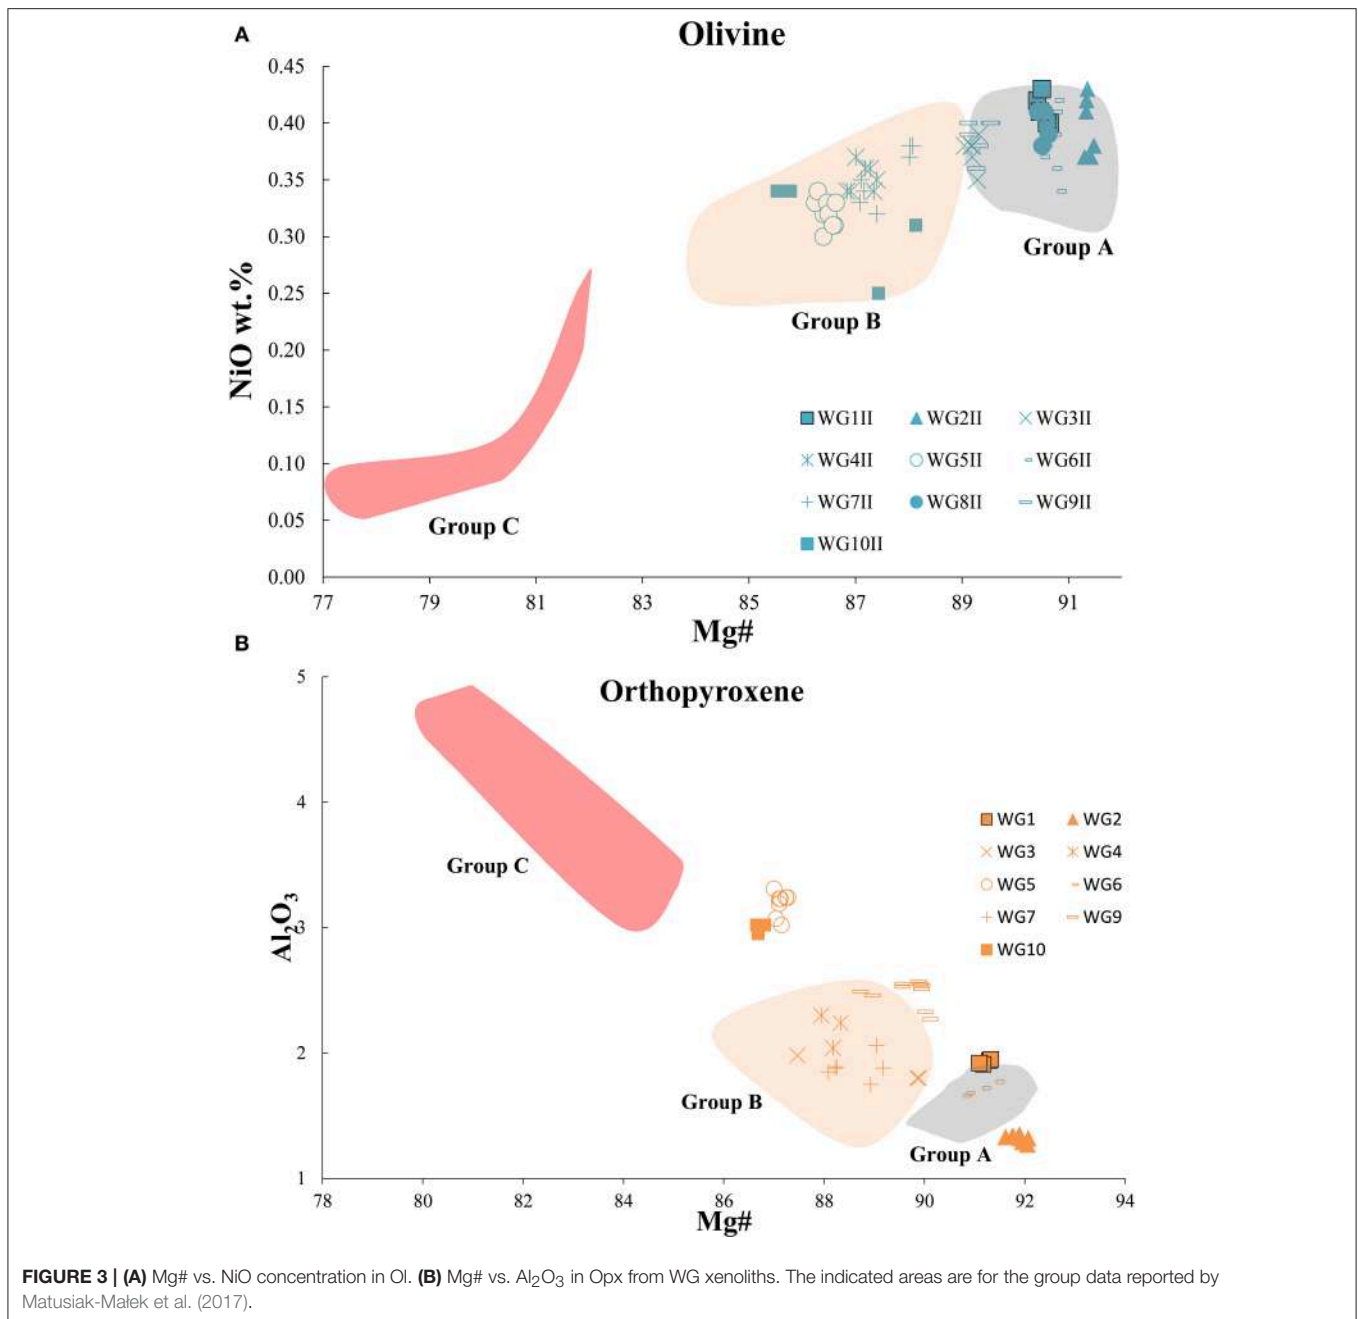 A
Olivine
0.45
0.40
0.35
0.30
0.25
0.20
0.15
0.10
0.05
0.00
NiO wt.%
Group A
Group B
Group C
WG1II WG2II WG3II
WG4II WG5II WG6II
WG7II WG8II WG9II
WG10II
77 79 81 83 85 87 89 91
Mg#
B
Orthopyroxene
5
4
3
2
1
Al₂O₃
Group C
WG1 WG2
WG3 WG4
WG5 WG6
WG7 WG9
WG10
Group B
Group A
78 80 82 84 86 88 90 92 94
Mg#
FIGURE 3 | (A) Mg# vs. NiO concentration in Ol. (B) Mg# vs. Al₂O₃ in Opx from WG xenoliths. The indicated areas are for the group data reported by
Matusiak-Małek et al. (2017).